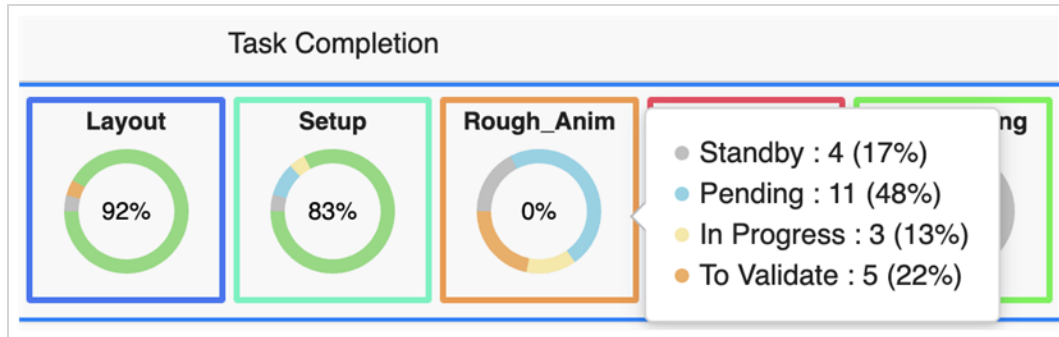 Task Completion
Layout
Setup
Rough_Anim
ng
92%
83%
0%
Standby : 4 (17%)
Pending : 11 (48%)
In Progress : 3 (13%)
To Validate : 5 (22%)